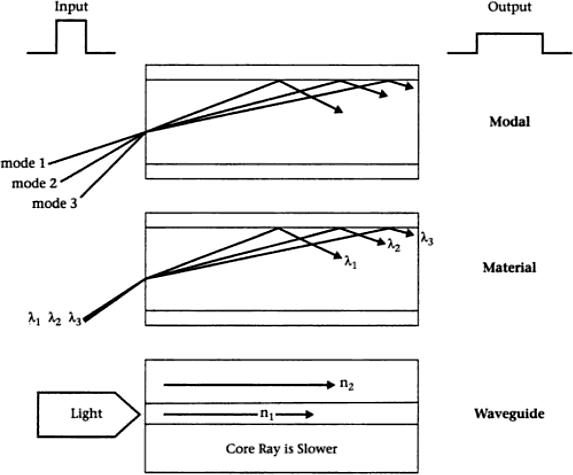 Input
Output
Modal
mode 1
mode 2
mode 3
λ1
λ2
λ3
Material
λ1 λ2 λ3
n2
Light
n1
Waveguide
Core Ray is Slower